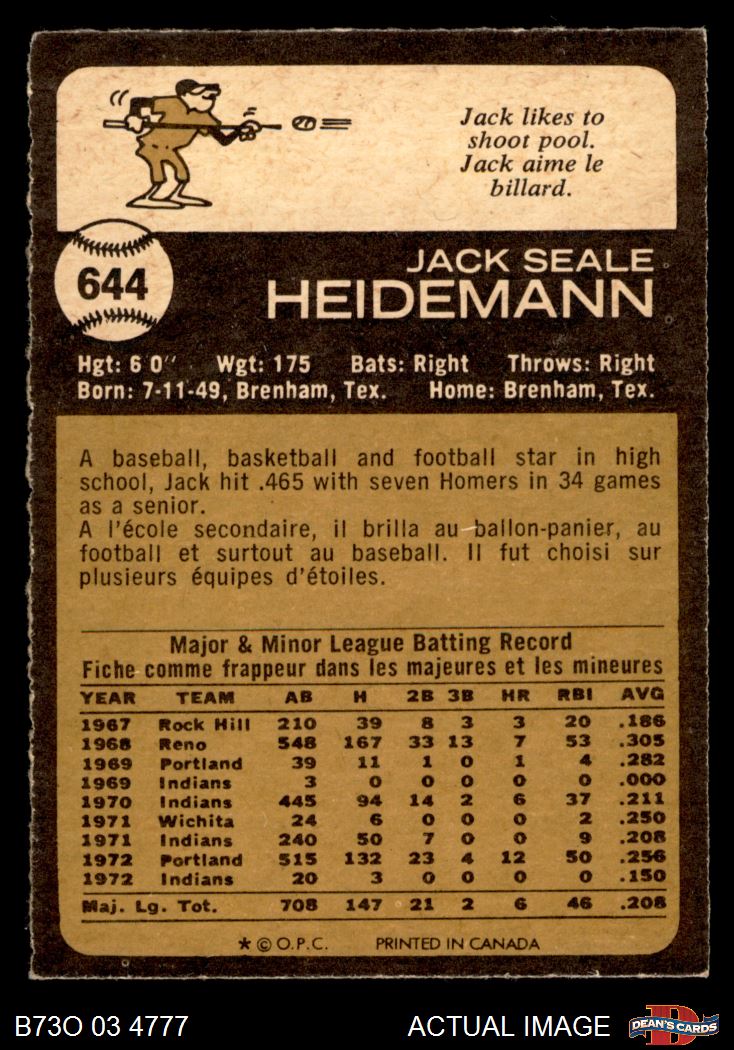 Jack likes to
shoot pool.
Jack aime le
billard.
644
JACK SEALE
HEIDEMANN
Hgt: 6 0" Wgt: 175 Bats: Right Throws: Right
Born: 7-11-49, Brenham, Tex. Home: Brenham, Tex.
A baseball, basketball and football star in high
school, Jack hit .465 with seven Homers in 34 games
as a senior.
A l'école secondaire, il brilla au ballon-panier, au
football et surtout au baseball. Il fut choisi sur
plusieurs équipes d'étoiles.
Major & Minor League Batting Record
Fiche comme frappeur dans les majeures et les mineures
YEAR TEAM AB H 2B 3B HR RBI AVG
1967 Rock Hill 210 39 8 3 3 20 .186
1968 Reno 548 167 33 13 7 53 .305
1969 Portland 39 11 1 0 1 4 .282
1969 Indians 3 0 0 0 0 0 .000
1970 Indians 445 94 14 2 6 37 .211
1971 Wichita 24 6 0 0 0 2 .250
1971 Indians 240 50 7 0 0 9 .208
1972 Portland 515 132 23 4 12 50 .256
1972 Indians 20 3 0 0 0 0 .150
Maj. Lg. Tot. 708 147 21 2 6 46 .208
★ © O.P.C. PRINTED IN CANADA
B73O 03 4777 ACTUAL IMAGE DEAN'S CARDS